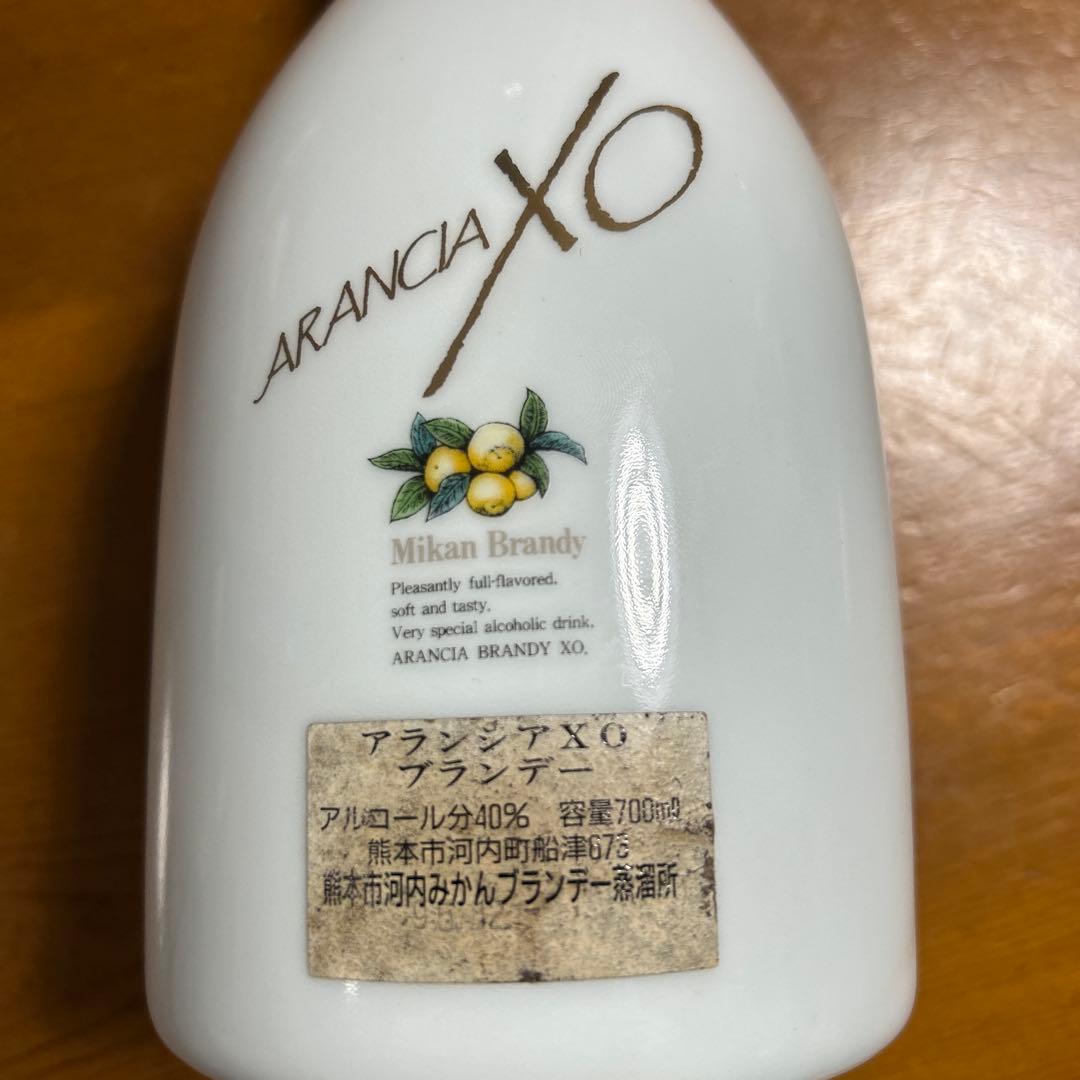 ARANCIA XO
Mikan Brandy
Pleasantly full-flavored.
soft and tasty.
Very special alcoholic drink.
ARANCIA BRANDY XO.
アランシアXO
ブランデー
アルコール分40% 容量700mℓ
熊本市河内町船津673
熊本市河内みかんブランデー蒸溜所